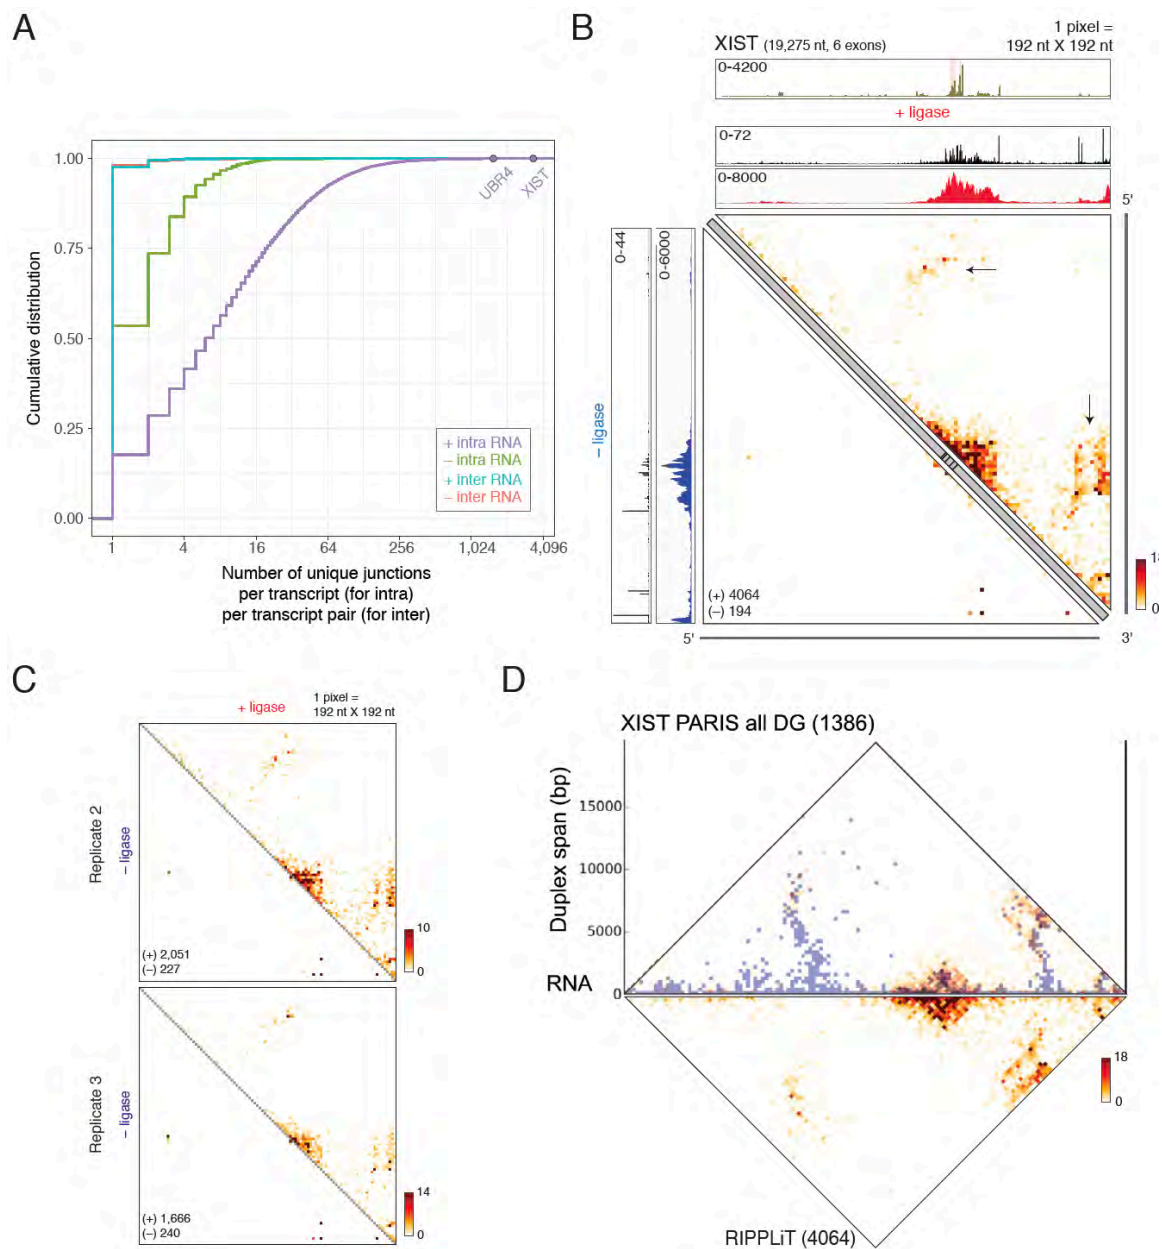 A
1.00
0.75
0.50
0.25
0.00
Cumulative distribution
UBR4
XIST
+ intra RNA
− intra RNA
+ inter RNA
− inter RNA
1
4
16
64
256
1,024
4,096
Number of unique junctions
per transcript (for intra)
per transcript pair (for inter)
B
XIST (19,275 nt, 6 exons)
1 pixel =
192 nt X 192 nt
0-4200
+ ligase
0-72
0-8000
5'
0-44
0-6000
− ligase
(+) 4064
(−) 194
18
0
5'
3'
C
+ ligase
1 pixel =
192 nt X 192 nt
Replicate 2
− ligase
(+) 2,051
(−) 227
10
0
Replicate 3
− ligase
(+) 1,666
(−) 240
14
0
D
XIST PARIS all DG (1386)
Duplex span (bp)
15000
10000
5000
0
RNA
18
0
RIPPLiT (4064)